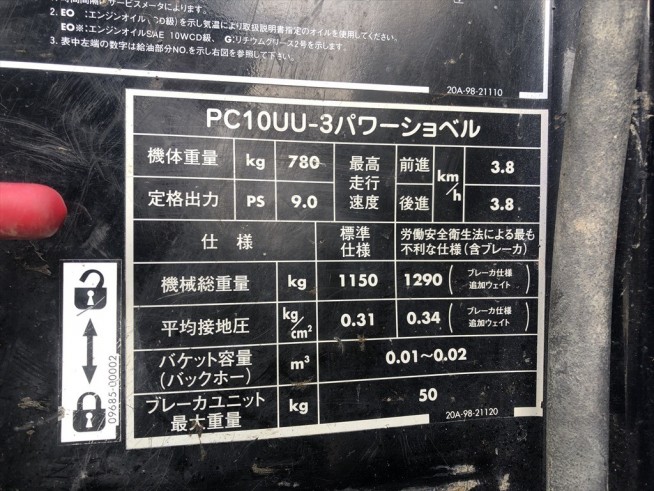 サービスメータによります。
2. EO :エンジンオイル CD級)を示し気温により取扱説明書指定のオイルを使用してください。
EO※:エンジンオイルSAE 10WCD級、 G:リチウムグリース2号を示します。
3. 表中左端の数字は給油部分NO.を示し右図を参照して下さい。
20A-98-21110
PC10UU-3パワーショベル
機体重量 kg 780 最高走行速度 前進 km/h 3.8
定格出力 PS 9.0 後進 3.8
仕様 標準仕様 労働安全衛生法による最も不利な仕様(含ブレーカ)
機械総重量 kg 1150 1290 (ブレーカ仕様 追加ウェイト)
平均接地圧 kg/cm² 0.31 0.34 (ブレーカ仕様 追加ウェイト)
バケット容量(バックホー) m³ 0.01〜0.02
ブレーカユニット最大重量 kg 50
20A-98-21120
09685-00002